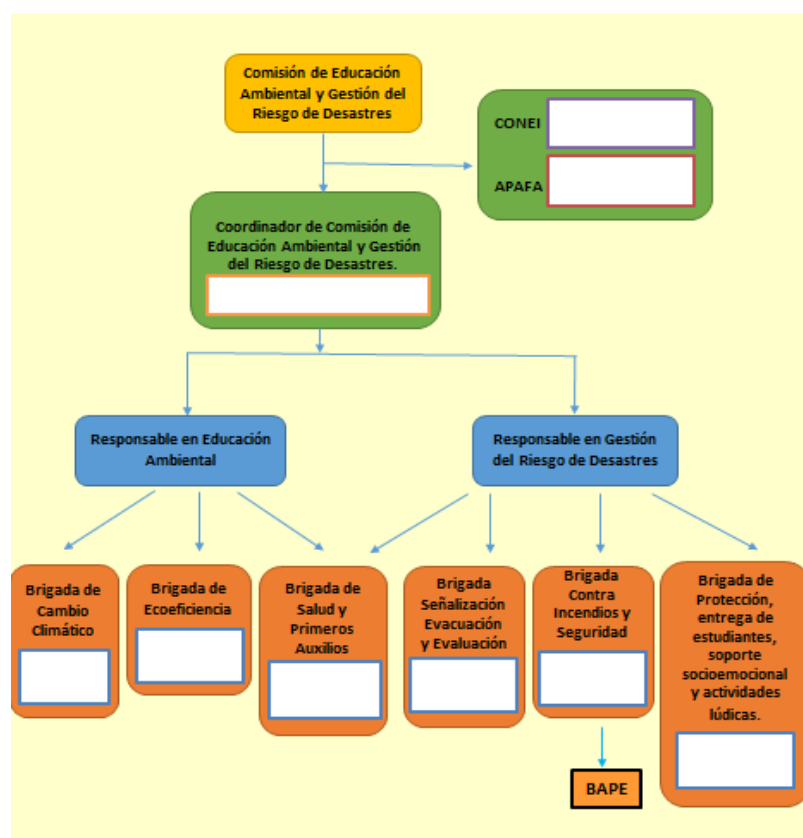 Comisión de Educación
Ambiental y Gestión del
Riesgo de Desastres
CONEI
APAFA
Coordinador de Comisión de
Educación Ambiental y Gestión
del Riesgo de Desastres.
Responsable en Educación
Ambiental
Responsable en Gestión
del Riesgo de Desastres
Brigada de
Cambio
Climático
Brigada de
Ecoeficiencia
Brigada de
Salud y
Primeros
Auxilios
Brigada
Señalización
Evacuación
y Evaluación
Brigada
Contra
Incendios y
Seguridad
Brigada de
Protección,
entrega de
estudiantes,
soporte
socioemocional
y actividades
lúdicas.
BAPE